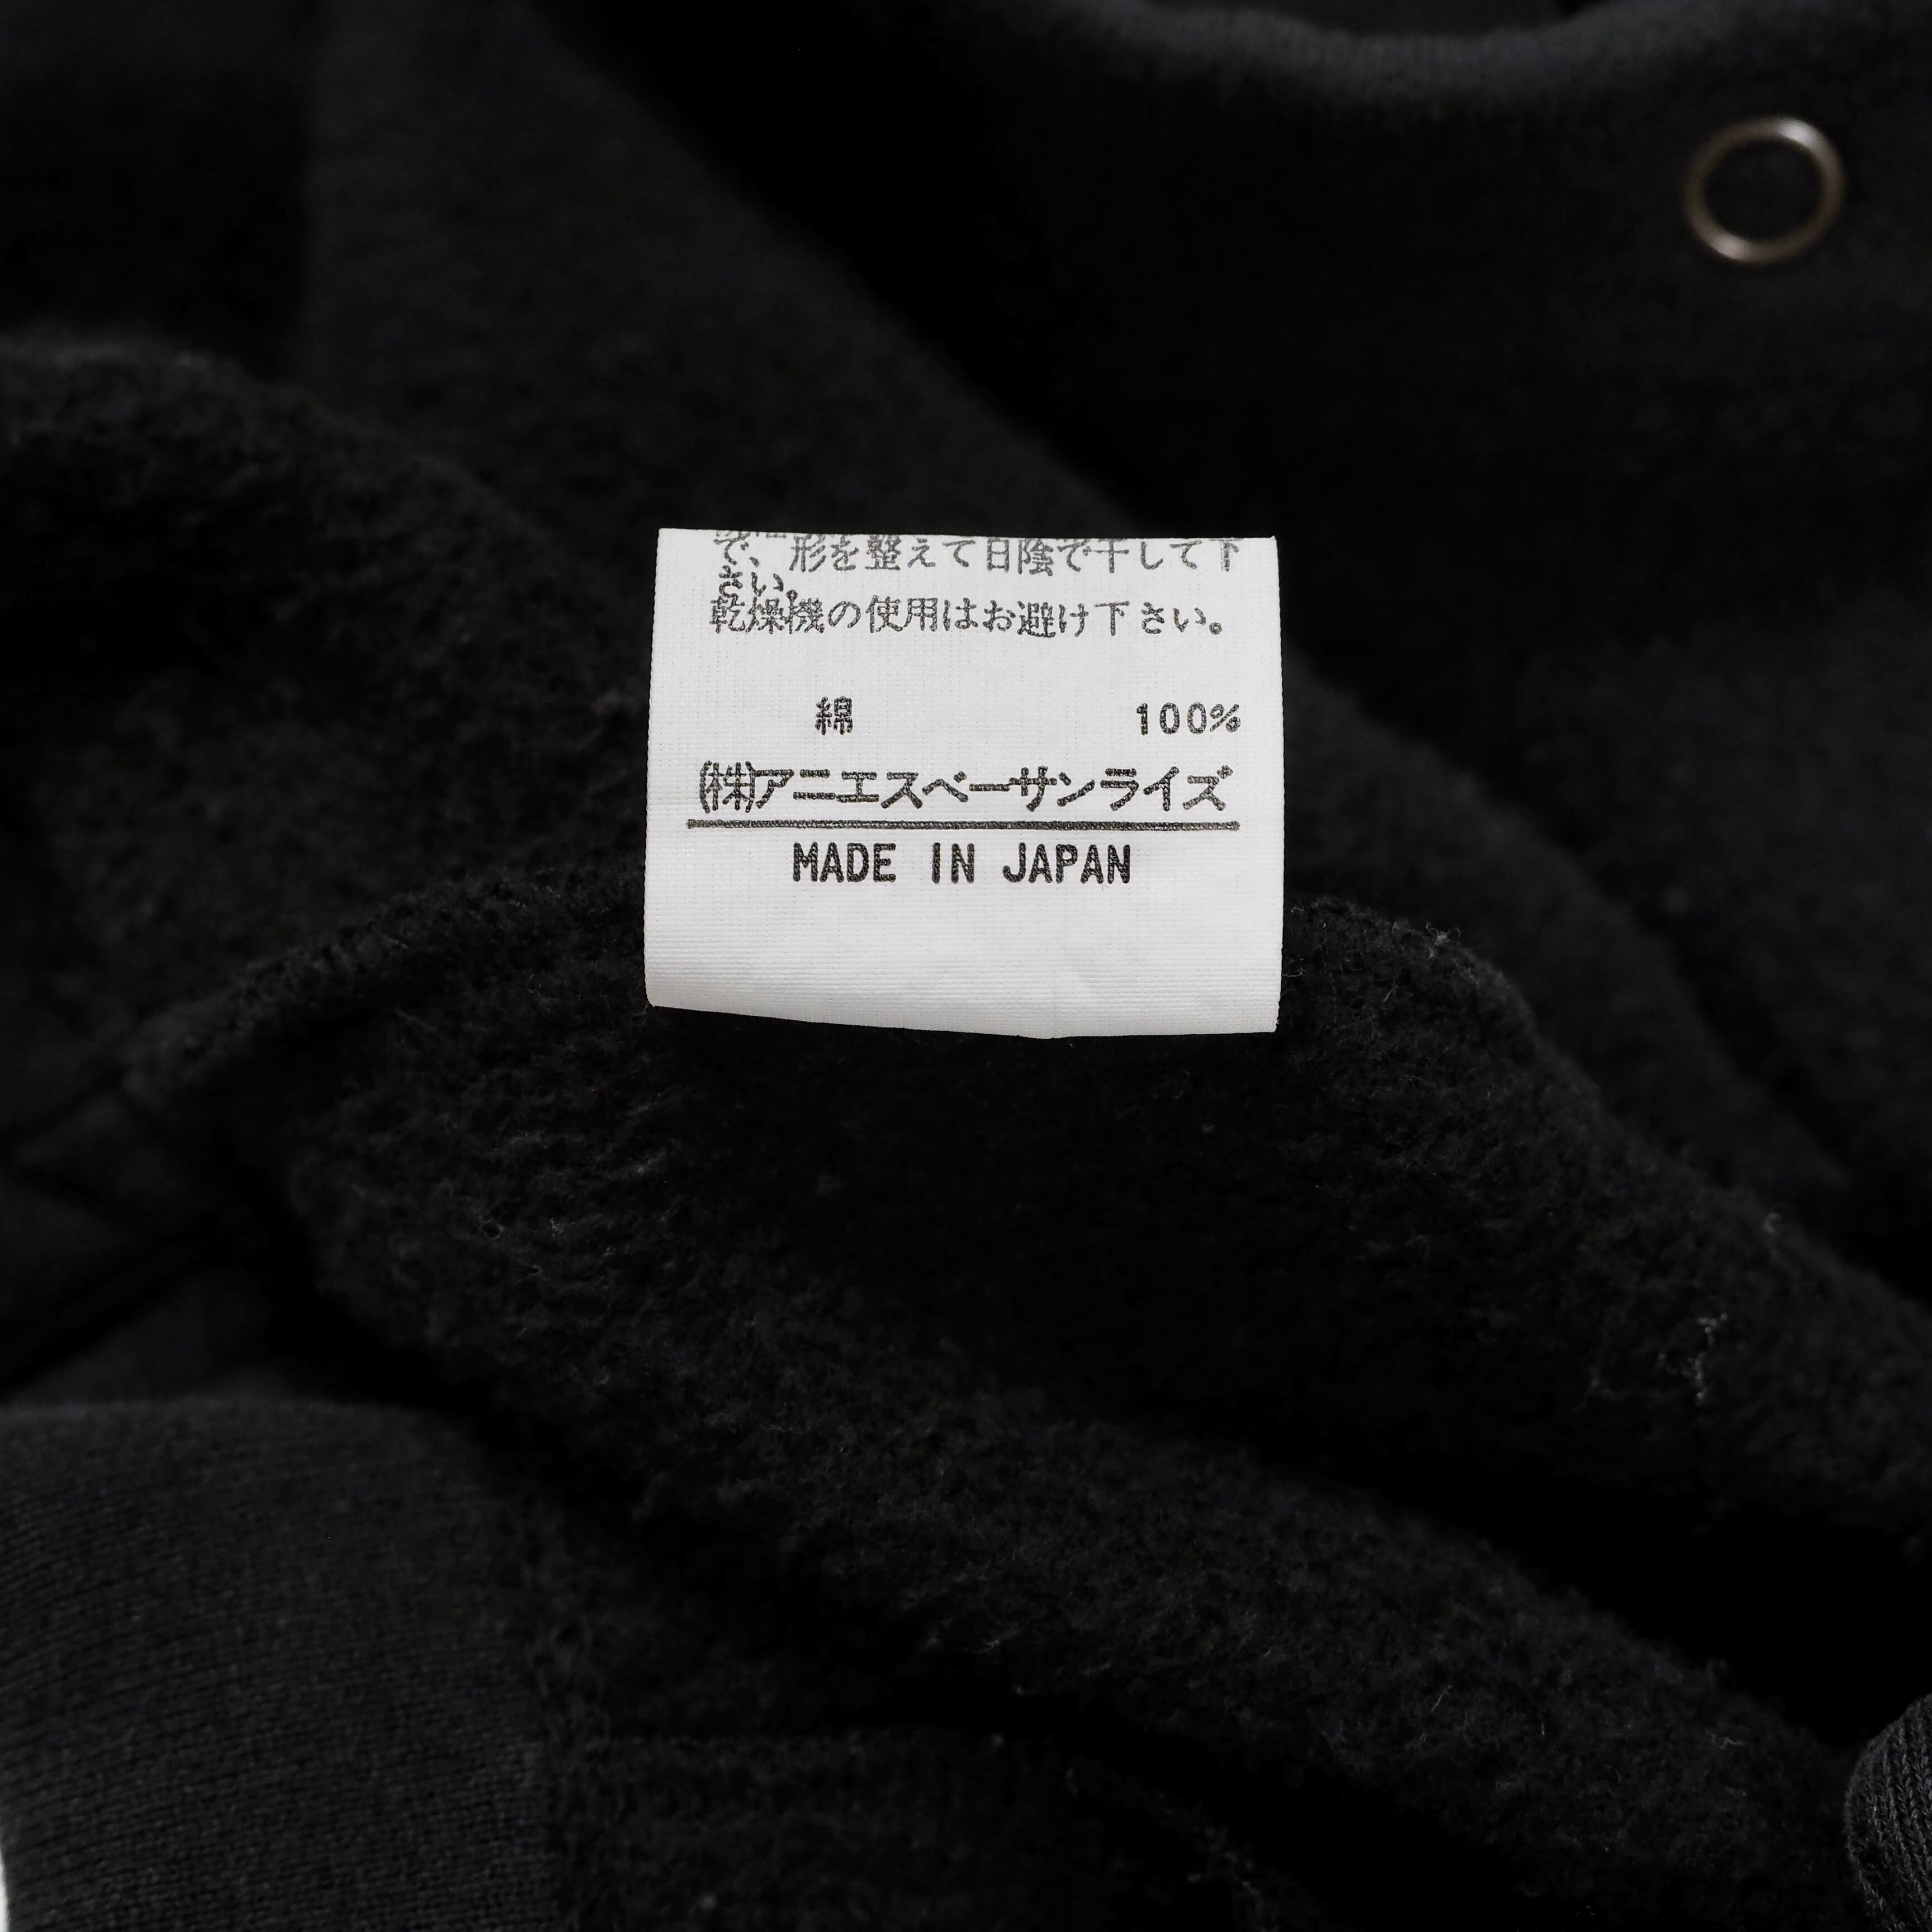 で、形を整えて日陰で干して下
さい。
乾燥機の使用はお避け下さい。
綿 100%
(株)アニエスベーサンライズ
MADE IN JAPAN